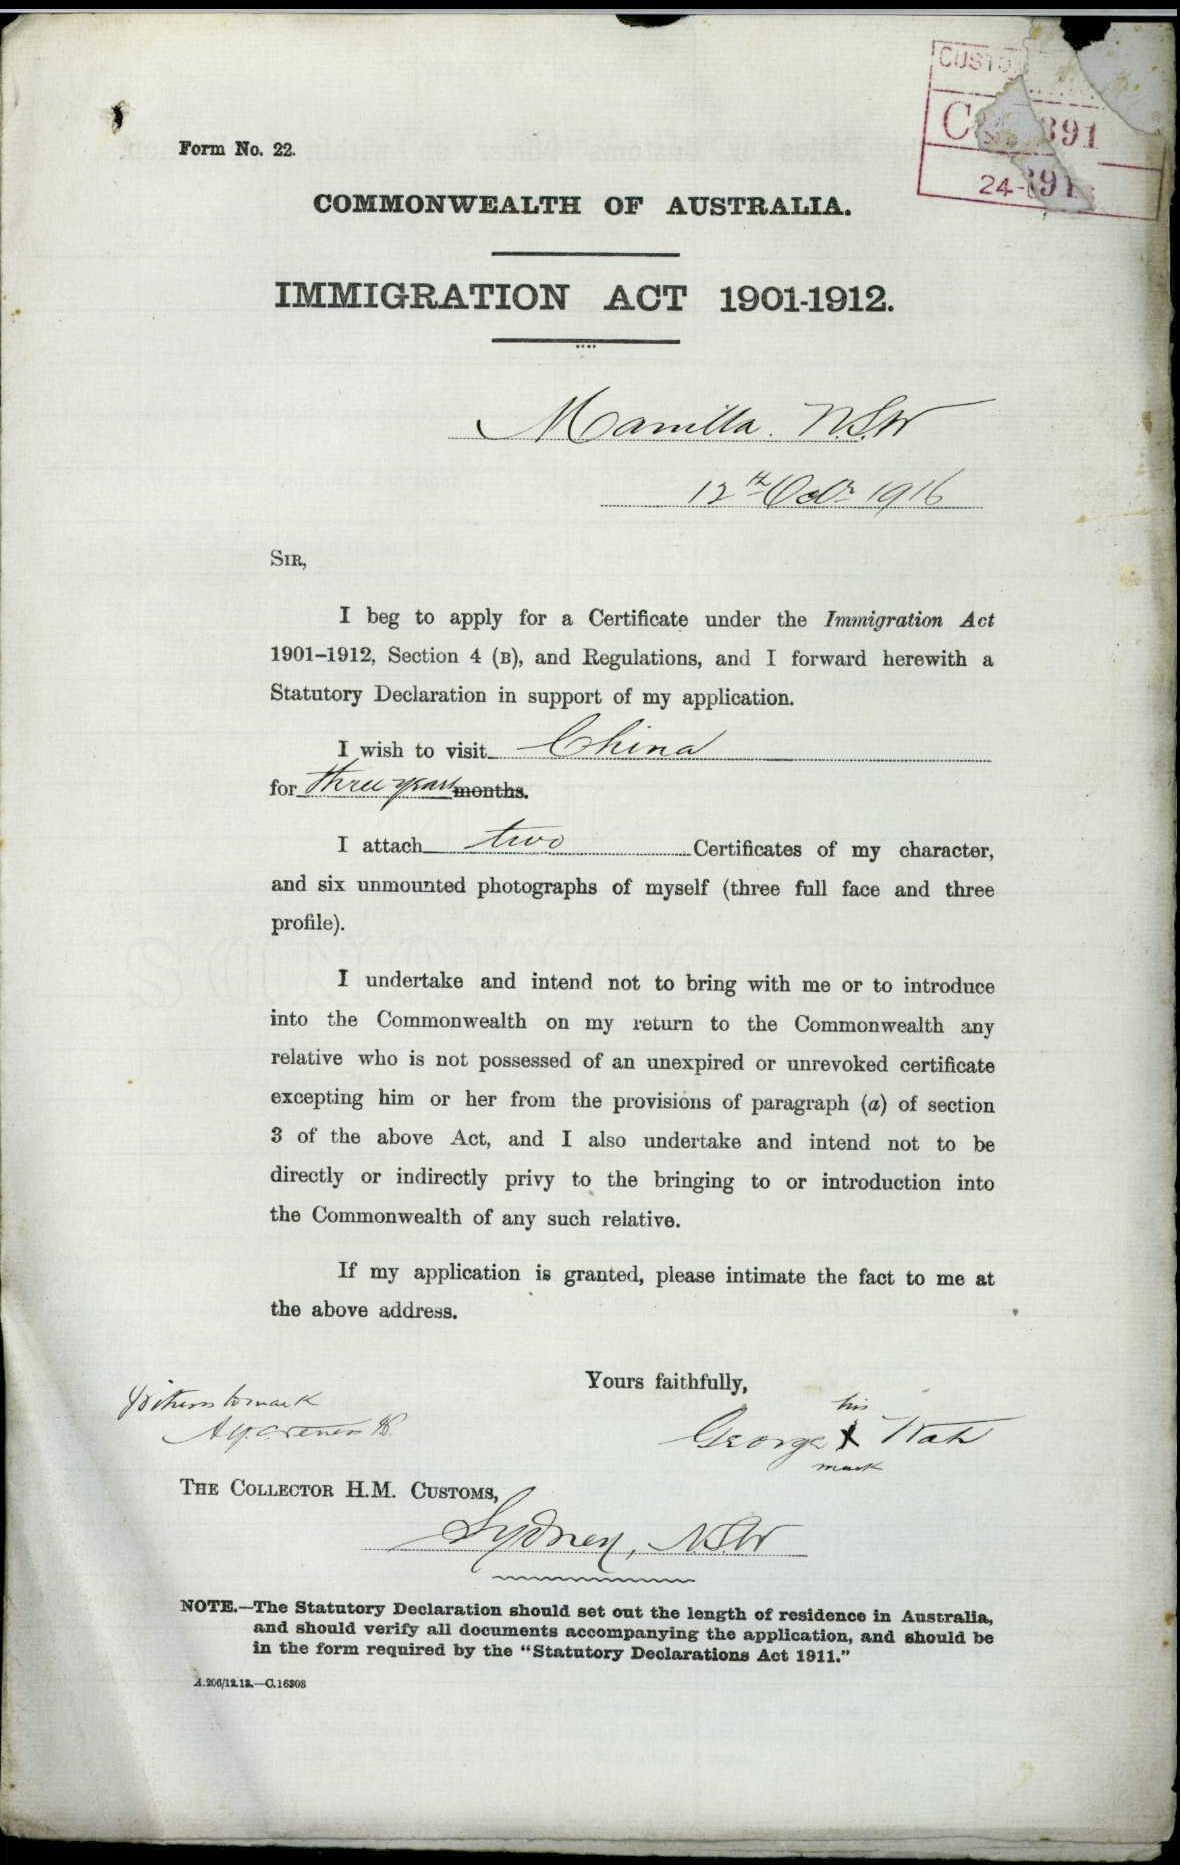 CUSTO
C 391
24- 191
Form No. 22.
COMMONWEALTH OF AUSTRALIA.
IMMIGRATION ACT 1901-1912.
Manilla. N.S.W
12th Octr 1916
SIR,
I beg to apply for a Certificate under the Immigration Act
1901–1912, Section 4 (B), and Regulations, and I forward herewith a
Statutory Declaration in support of my application.
I wish to visit China
for three years months.
I attach two Certificates of my character,
and six unmounted photographs of myself (three full face and three
profile).
I undertake and intend not to bring with me or to introduce
into the Commonwealth on my return to the Commonwealth any
relative who is not possessed of an unexpired or unrevoked certificate
excepting him or her from the provisions of paragraph (a) of section
3 of the above Act, and I also undertake and intend not to be
directly or indirectly privy to the bringing to or introduction into
the Commonwealth of any such relative.
If my application is granted, please intimate the fact to me at
the above address.
Yours faithfully,
Witness to mark
his
George X Kah
mark
THE COLLECTOR H.M. CUSTOMS,
Sydney, NSW
NOTE.—The Statutory Declaration should set out the length of residence in Australia,
and should verify all documents accompanying the application, and should be
in the form required by the "Statutory Declarations Act 1911."
A.206/12.13.—C.16308